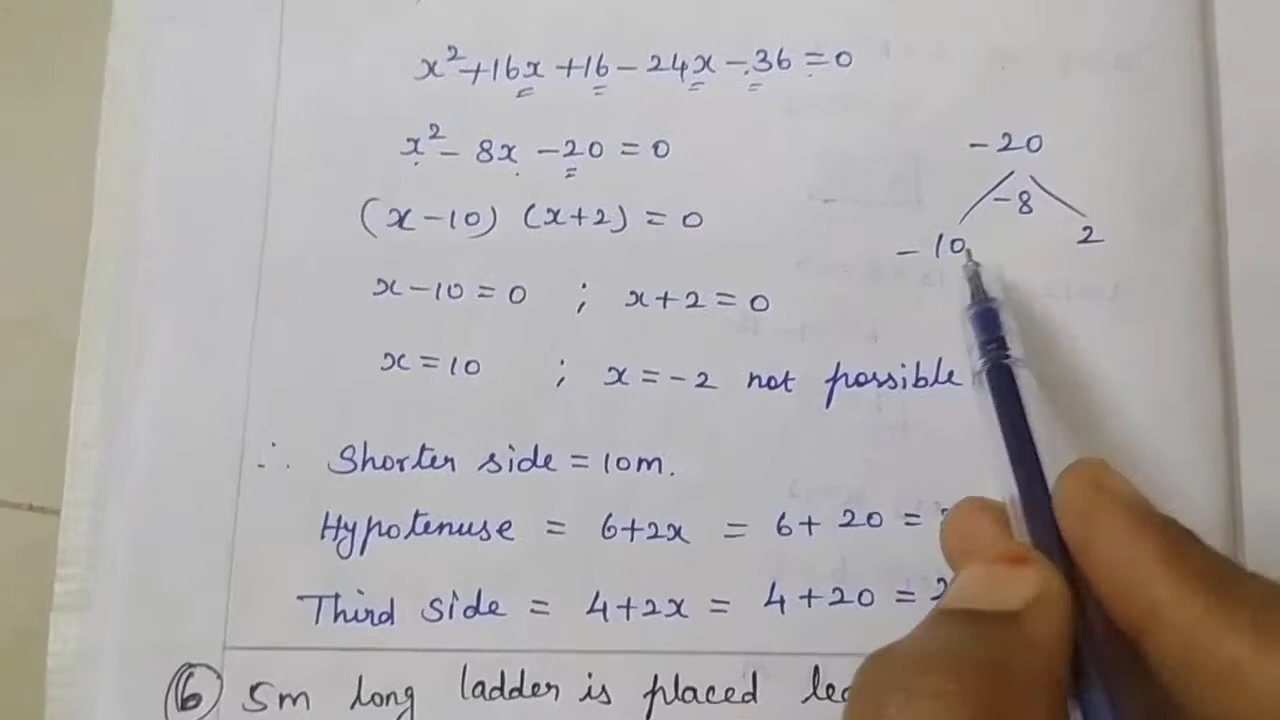 x² + 16x + 16 - 24x - 36 = 0
x² - 8x - 20 = 0
- 20
(x - 10) (x + 2) = 0
- 8
- 10 2
x - 10 = 0 ; x + 2 = 0
x = 10 ; x = -2 not possible
∴ Shorter side = 10m.
Hypotenuse = 6+2x = 6+ 20 =
Third side = 4+2x = 4+20 = 2
6 5m long ladder is placed